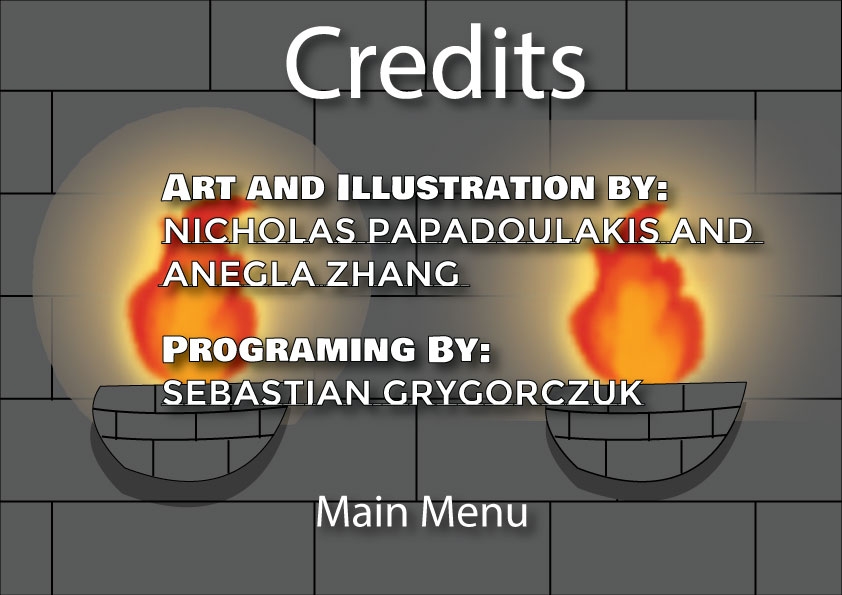 Credits
Art and Illustration by:
NICHOLAS PAPADOULAKIS AND
ANEGLA ZHANG
Programing By:
SEBASTIAN GRYGORCZUK
Main Menu